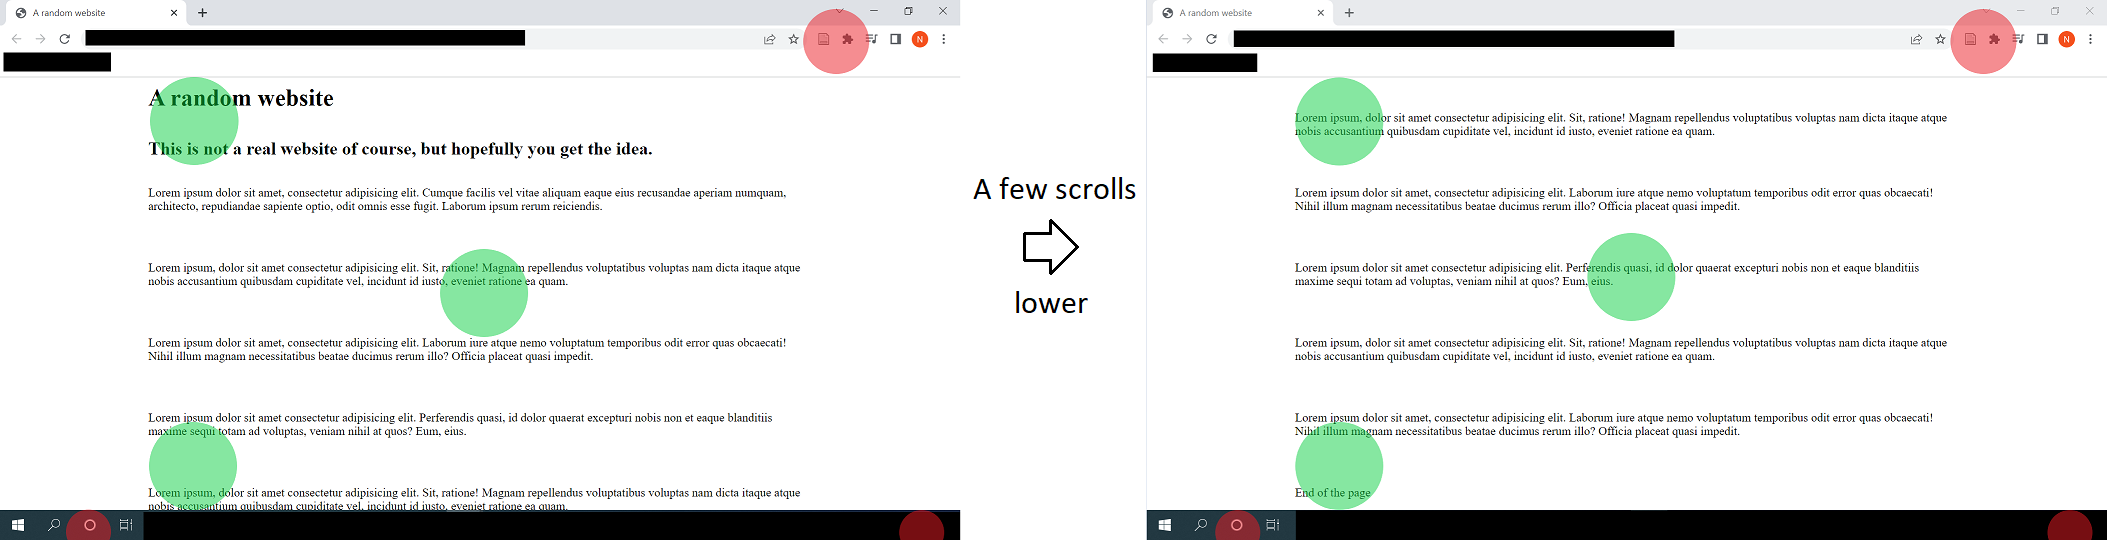 A random website
N
A random website
This is not a real website of course, but hopefully you get the idea.
Lorem ipsum dolor sit amet, consectetur adipisicing elit. Cumque facilis vel vitae aliquam eaque eius recusandae aperiam numquam,
architecto, repudiandae sapiente optio, odit omnis esse fugit. Laborum ipsum rerum reiciendis.
Lorem ipsum, dolor sit amet consectetur adipisicing elit. Sit, ratione! Magnam repellendus voluptatibus voluptas nam dicta itaque atque
nobis accusantium quibusdam cupiditate vel, incidunt id iusto, eveniet ratione ea quam.
Lorem ipsum dolor sit amet, consectetur adipisicing elit. Laborum iure atque nemo voluptatum temporibus odit error quas obcaecati!
Nihil illum magnam necessitatibus beatae ducimus rerum illo? Officia placeat quasi impedit.
Lorem ipsum dolor sit amet consectetur adipisicing elit. Perferendis quasi, id dolor quaerat excepturi nobis non et eaque blanditiis
maxime sequi totam ad voluptas, veniam nihil at quos? Eum, eius.
Lorem ipsum, dolor sit amet consectetur adipisicing elit. Sit, ratione! Magnam repellendus voluptatibus voluptas nam dicta itaque atque
nobis accusantium quibusdam cupiditate vel, incidunt id iusto, eveniet ratione ea quam.
A few scrolls
lower
A random website
N
Lorem ipsum, dolor sit amet consectetur adipisicing elit. Sit, ratione! Magnam repellendus voluptatibus voluptas nam dicta itaque atque
nobis accusantium quibusdam cupiditate vel, incidunt id iusto, eveniet ratione ea quam.
Lorem ipsum dolor sit amet, consectetur adipisicing elit. Laborum iure atque nemo voluptatum temporibus odit error quas obcaecati!
Nihil illum magnam necessitatibus beatae ducimus rerum illo? Officia placeat quasi impedit.
Lorem ipsum dolor sit amet consectetur adipisicing elit. Perferendis quasi, id dolor quaerat excepturi nobis non et eaque blanditiis
maxime sequi totam ad voluptas, veniam nihil at quos? Eum, eius.
Lorem ipsum, dolor sit amet consectetur adipisicing elit. Sit, ratione! Magnam repellendus voluptatibus voluptas nam dicta itaque atque
nobis accusantium quibusdam cupiditate vel, incidunt id iusto, eveniet ratione ea quam.
Lorem ipsum dolor sit amet, consectetur adipisicing elit. Laborum iure atque nemo voluptatum temporibus odit error quas obcaecati!
Nihil illum magnam necessitatibus beatae ducimus rerum illo? Officia placeat quasi impedit.
End of the page